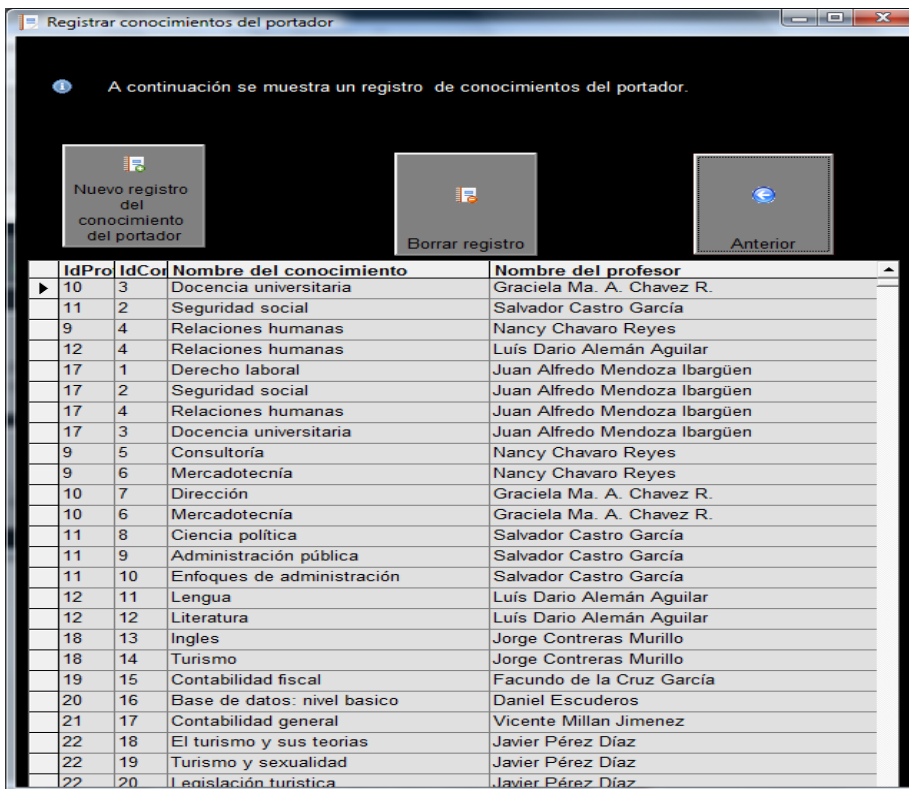 Registrar conocimientos del portador
A continuación se muestra un registro de conocimientos del portador.
Nuevo registro
del
conocimiento
del portador
Borrar registro
Anterior
IdPro IdCor Nombre del conocimiento Nombre del profesor
10 3 Docencia universitaria Graciela Ma. A. Chavez R.
11 2 Seguridad social Salvador Castro García
9 4 Relaciones humanas Nancy Chavaro Reyes
12 4 Relaciones humanas Luís Dario Alemán Aguilar
17 1 Derecho laboral Juan Alfredo Mendoza Ibargüen
17 2 Seguridad social Juan Alfredo Mendoza Ibargüen
17 4 Relaciones humanas Juan Alfredo Mendoza Ibargüen
17 3 Docencia universitaria Juan Alfredo Mendoza Ibargüen
9 5 Consultoría Nancy Chavaro Reyes
9 6 Mercadotecnía Nancy Chavaro Reyes
10 7 Dirección Graciela Ma. A. Chavez R.
10 6 Mercadotecnía Graciela Ma. A. Chavez R.
11 8 Ciencia política Salvador Castro García
11 9 Administración pública Salvador Castro García
11 10 Enfoques de administración Salvador Castro García
12 11 Lengua Luís Dario Alemán Aguilar
12 12 Literatura Luís Dario Alemán Aguilar
18 13 Ingles Jorge Contreras Murillo
18 14 Turismo Jorge Contreras Murillo
19 15 Contabilidad fiscal Facundo de la Cruz García
20 16 Base de datos: nivel basico Daniel Escuderos
21 17 Contabilidad general Vicente Millan Jimenez
22 18 El turismo y sus teorias Javier Pérez Díaz
22 19 Turismo y sexualidad Javier Pérez Díaz
22 20 Legislación turistica Javier Pérez Díaz